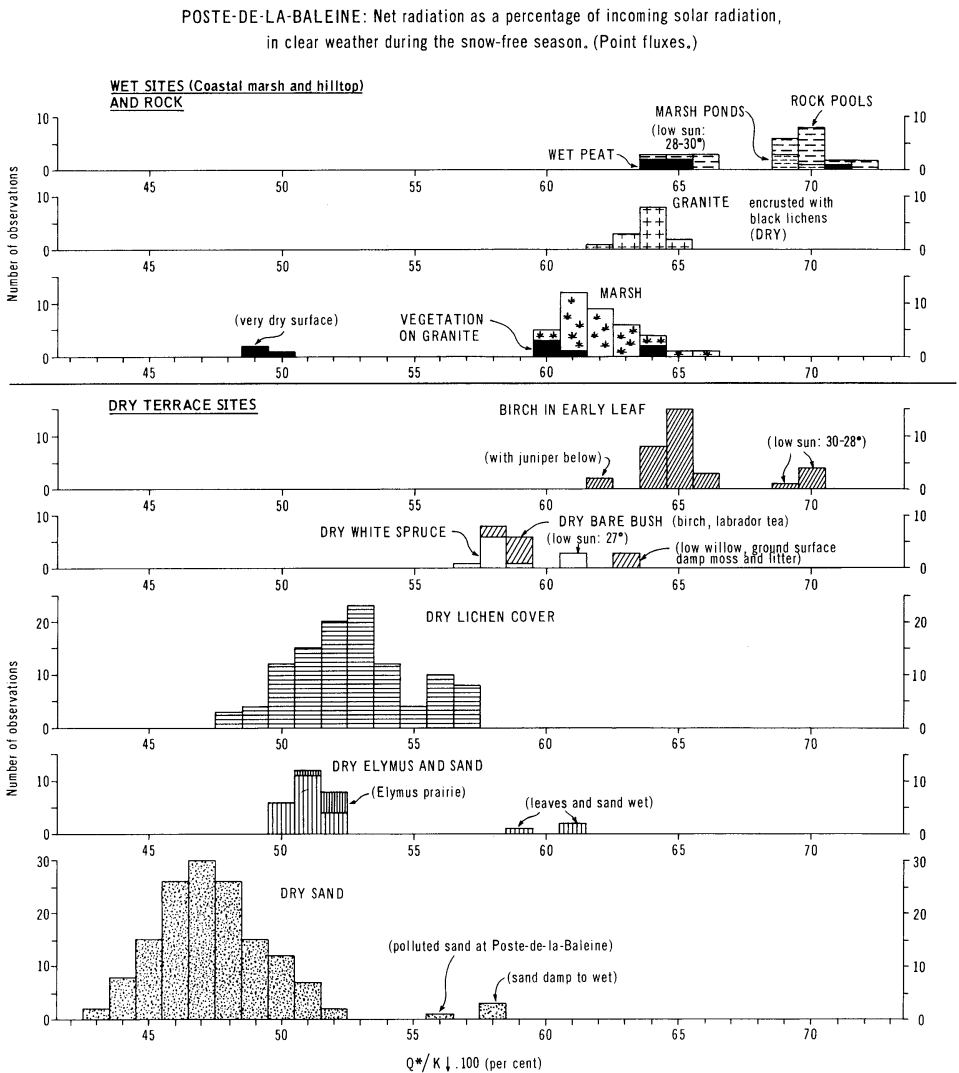 POSTE-DE-LA-BALEINE: Net radiation as a percentage of incoming solar radiation,
in clear weather during the snow-free season. (Point fluxes.)
WET SITES (Coastal marsh and hilltop)
AND ROCK
MARSH PONDS
ROCK POOLS
(low sun:
28-30°)
WET PEAT
10
0
10
0
45 50 55 60 65 70
Number of observations
GRANITE
encrusted with
black lichens
(DRY)
10
0
10
0
45 50 55 60 65 70
MARSH
(very dry surface)
VEGETATION
ON GRANITE
10
0
10
0
45 50 55 60 65 70
DRY TERRACE SITES
BIRCH IN EARLY LEAF
(with juniper below)
(low sun: 30-28°)
10
0
10
0
45 50 55 60 65 70
DRY WHITE SPRUCE
DRY BARE BUSH (birch, labrador tea)
(low sun: 27°)
(low willow, ground surface
damp moss and litter)
10
0
10
0
45 50 55 60 65 70
DRY LICHEN COVER
20
10
0
20
10
0
45 50 55 60 65 70
Number of observations
DRY ELYMUS AND SAND
(Elymus prairie)
(leaves and sand wet)
10
0
10
0
45 50 55 60 65 70
DRY SAND
(polluted sand at Poste-de-la-Baleine)
(sand damp to wet)
30
20
10
0
30
20
10
0
45 50 55 60 65 70
Q*/K↓.100 (per cent)